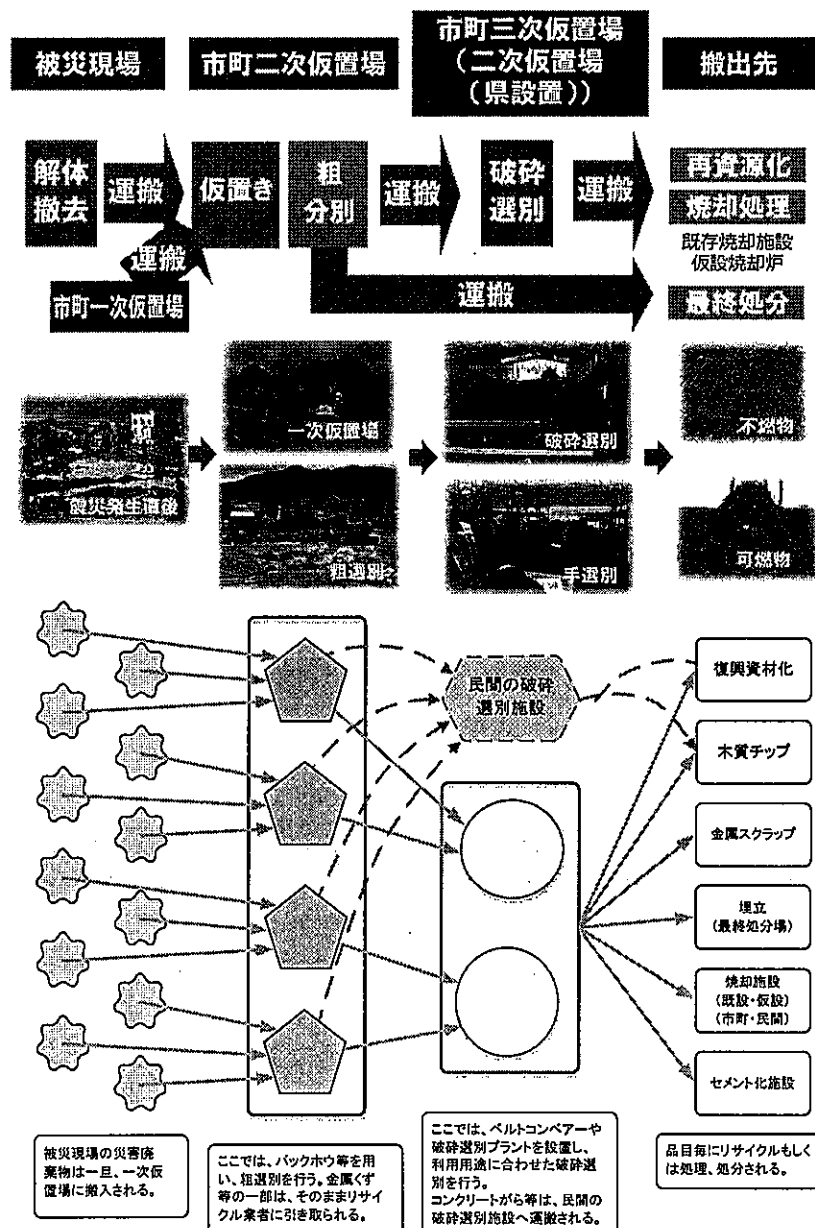 被災現場
市町二次仮置場
市町三次仮置場
(二次仮置場
(県設置))
搬出先
解体
撤去
運搬
仮置き
粗
分別
運搬
破砕
選別
運搬
再資源化
焼却処理
既存焼却施設
仮設焼却炉
最終処分
運搬
市町一次仮置場
運搬
震災発生直後
一次仮置場
粗選別
破砕選別
手選別
不燃物
可燃物
民間の破砕
選別施設
復興資材化
木質チップ
金属スクラップ
埋立
(最終処分場)
焼却施設
(既設・仮設)
(市町・民間)
セメント化施設
被災現場の災害廃
棄物は一旦、一次仮
置場に搬入される。
ここでは、バックホウ等を用
い、粗選別を行う。金属くず
等の一部は、そのままリサイ
クル業者に引き取られる。
ここでは、ベルトコンベアーや
破砕選別プラントを設置し、
利用用途に合わせた破砕選
別を行う。
コンクリートがら等は、民間の
破砕選別施設へ運搬される。
品目毎にリサイクルもしく
は処理、処分される。